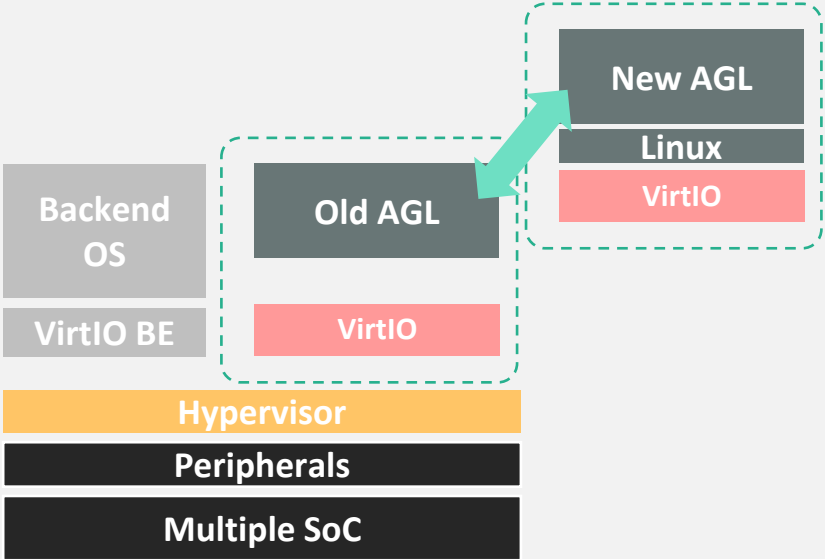 New AGL
Linux
VirtIO
Backend
OS
Old AGL
VirtIO BE
VirtIO
Hypervisor
Peripherals
Multiple SoC